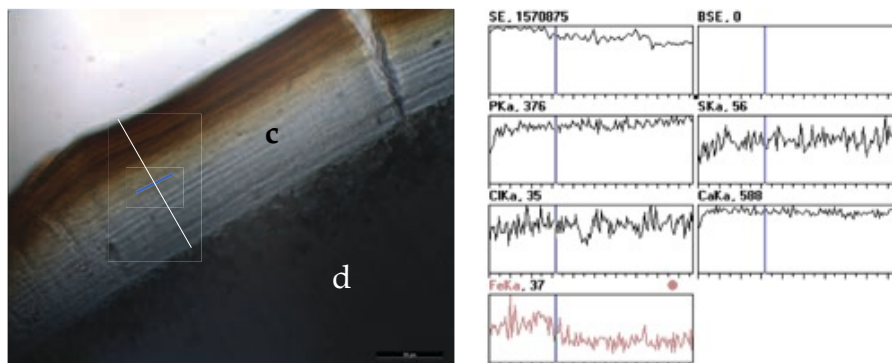 c
d
SE, 1570875
BSE, 0
PKa, 376
SKa, 56
ClKa, 35
CaKa, 588
FeKa, 37